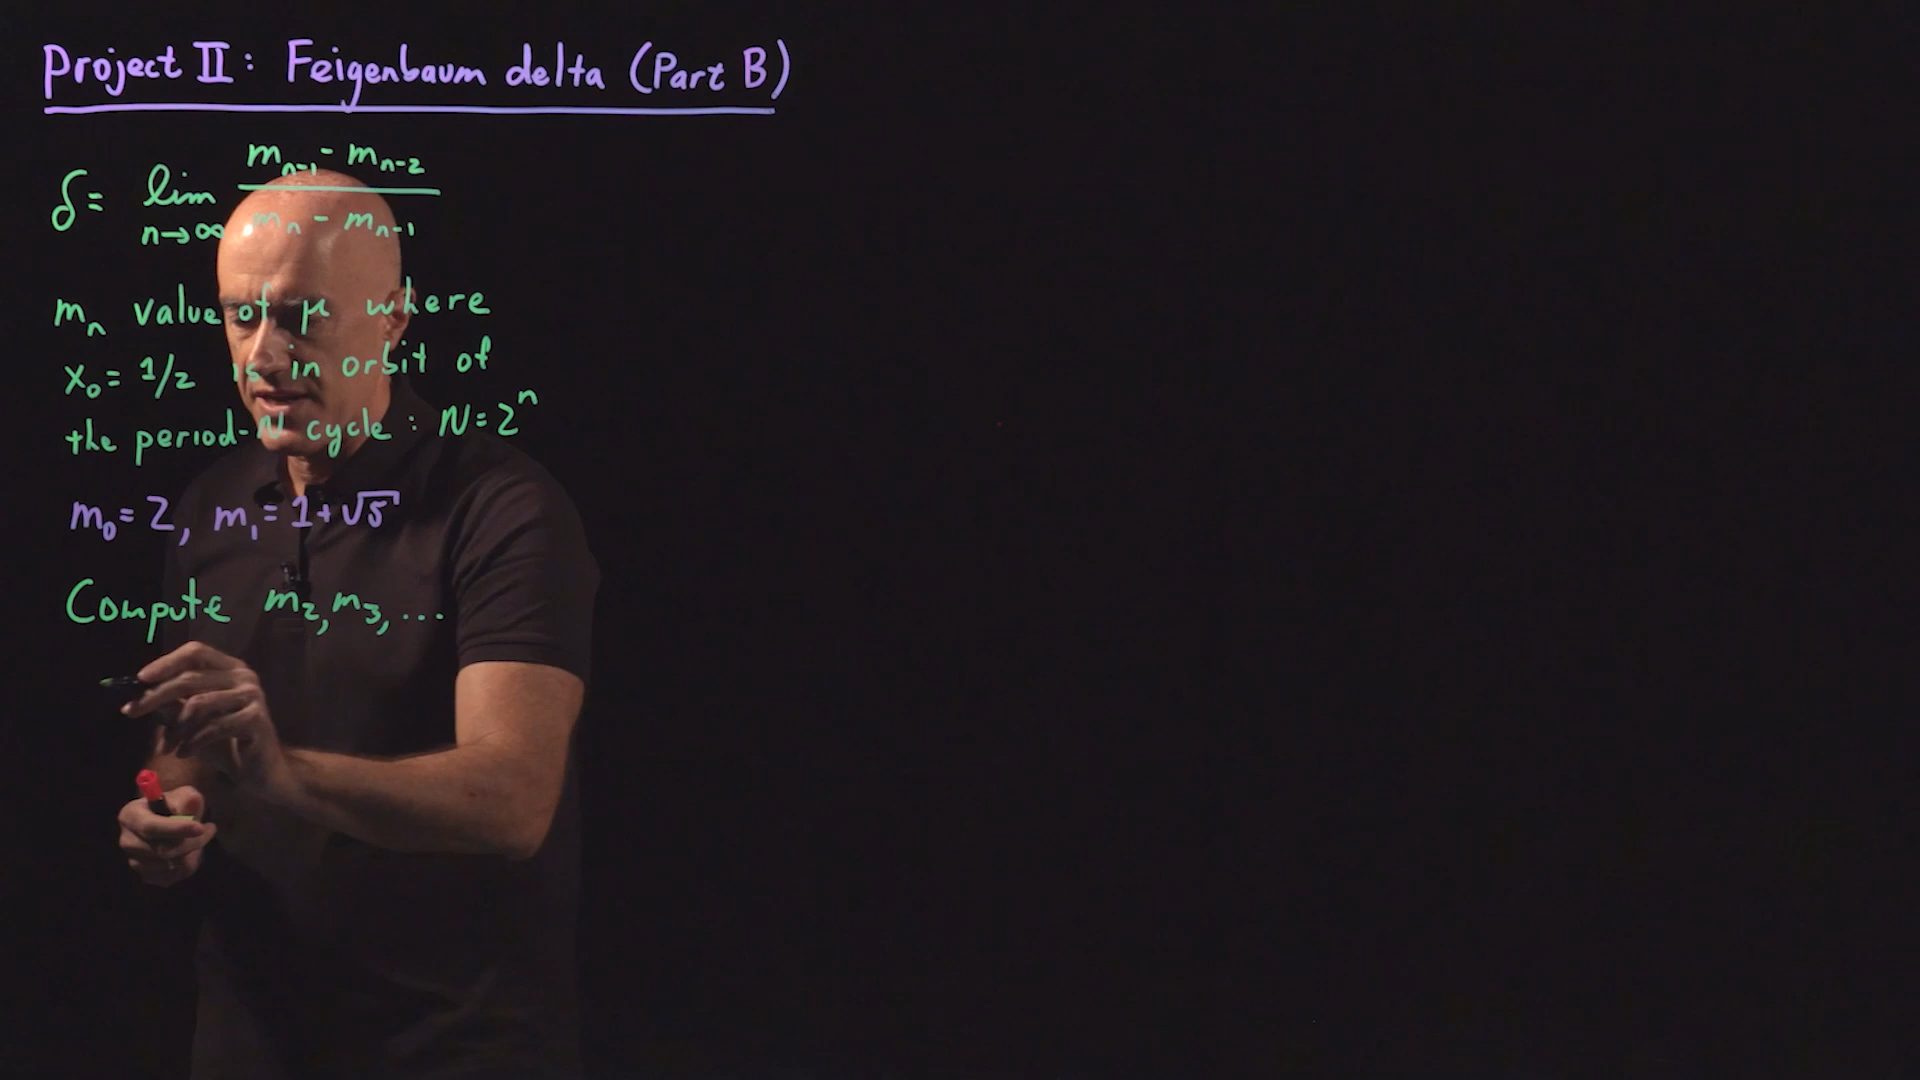 Project II: Feigenbaum delta (Part B)
δ = lim n→∞ (m_{n-1} - m_{n-2}) / (m_n - m_{n-1})
m_n value of μ where
x_0 = 1/2 is in orbit of
the period-N cycle : N = 2^n
m_0 = 2, m_1 = 1 + √5
Compute m_2, m_3, ...